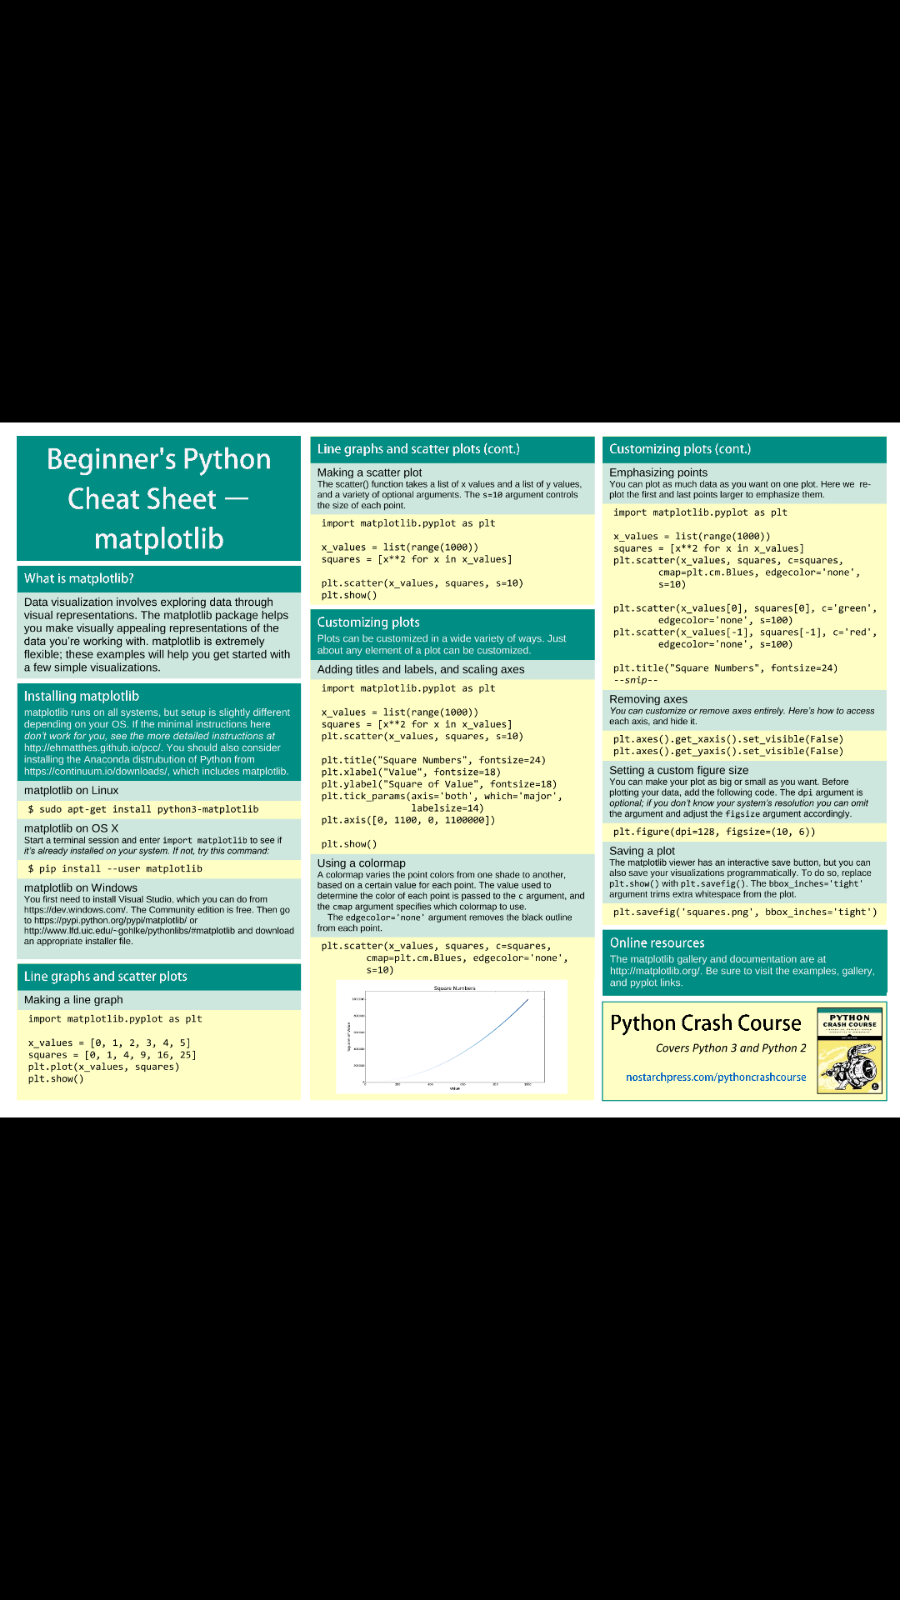 Beginner's Python
Cheat Sheet —
matplotlib
What is matplotlib?
Data visualization involves exploring data through
visual representations. The matplotlib package helps
you make visually appealing representations of the
data you're working with. matplotlib is extremely
flexible; these examples will help you get started with
a few simple visualizations.
Installing matplotlib
matplotlib runs on all systems, but setup is slightly different
depending on your OS. If the minimal instructions here
don't work for you, see the more detailed instructions at
http://ehmatthes.github.io/pcc/. You should also consider
installing the Anaconda distrubution of Python from
https://continuum.io/downloads/, which includes matplotlib.
matplotlib on Linux
$ sudo apt-get install python3-matplotlib
matplotlib on OS X
Start a terminal session and enter import matplotlib to see if
it's already installed on your system. If not, try this command:
$ pip install --user matplotlib
matplotlib on Windows
You first need to install Visual Studio, which you can do from
https://dev.windows.com/. The Community edition is free. Then go
to https://pypi.python.org/pypi/matplotlib/ or
http://www.lfd.uic.edu/~gohlke/pythonlibs/#matplotlib and download
an appropriate installer file.
Line graphs and scatter plots
Making a line graph
import matplotlib.pyplot as plt
x_values = [0, 1, 2, 3, 4, 5]
squares = [0, 1, 4, 9, 16, 25]
plt.plot(x_values, squares)
plt.show()
Line graphs and scatter plots (cont.)
Making a scatter plot
The scatter() function takes a list of x values and a list of y values,
and a variety of optional arguments. The s=10 argument controls
the size of each point.
import matplotlib.pyplot as plt
x_values = list(range(1000))
squares = [x**2 for x in x_values]
plt.scatter(x_values, squares, s=10)
plt.show()
Customizing plots
Plots can be customized in a wide variety of ways. Just
about any element of a plot can be customized.
Adding titles and labels, and scaling axes
import matplotlib.pyplot as plt
x_values = list(range(1000))
squares = [x**2 for x in x_values]
plt.scatter(x_values, squares, s=10)
plt.title("Square Numbers", fontsize=24)
plt.xlabel("Value", fontsize=18)
plt.ylabel("Square of Value", fontsize=18)
plt.tick_params(axis='both', which='major',
labelsize=14)
plt.axis([0, 1100, 0, 1100000])
plt.show()
Using a colormap
A colormap varies the point colors from one shade to another,
based on a certain value for each point. The value used to
determine the color of each point is passed to the c argument, and
the cmap argument specifies which colormap to use.
The edgecolor='none' argument removes the black outline
from each point.
plt.scatter(x_values, squares, c=squares,
cmap=plt.cm.Blues, edgecolor='none',
s=10)
Square Numbers
Square of Value
0 200 400 600 800 1000
Value
Customizing plots (cont.)
Emphasizing points
You can plot as much data as you want on one plot. Here we re-
plot the first and last points larger to emphasize them.
import matplotlib.pyplot as plt
x_values = list(range(1000))
squares = [x**2 for x in x_values]
plt.scatter(x_values, squares, c=squares,
cmap=plt.cm.Blues, edgecolor='none',
s=10)
plt.scatter(x_values[0], squares[0], c='green',
edgecolor='none', s=100)
plt.scatter(x_values[-1], squares[-1], c='red',
edgecolor='none', s=100)
plt.title("Square Numbers", fontsize=24)
--snip--
Removing axes
You can customize or remove axes entirely. Here's how to access
each axis, and hide it.
plt.axes().get_xaxis().set_visible(False)
plt.axes().get_yaxis().set_visible(False)
Setting a custom figure size
You can make your plot as big or small as you want. Before
plotting your data, add the following code. The dpi argument is
optional; if you don't know your system's resolution you can omit
the argument and adjust the figsize argument accordingly.
plt.figure(dpi=128, figsize=(10, 6))
Saving a plot
The matplotlib viewer has an interactive save button, but you can
also save your visualizations programmatically. To do so, replace
plt.show() with plt.savefig(). The bbox_inches='tight'
argument trims extra whitespace from the plot.
plt.savefig('squares.png', bbox_inches='tight')
Online resources
The matplotlib gallery and documentation are at
http://matplotlib.org/. Be sure to visit the examples, gallery,
and pyplot links.
Python Crash Course
Covers Python 3 and Python 2
nostarchpress.com/pythoncrashcourse
PYTHON
CRASH COURSE